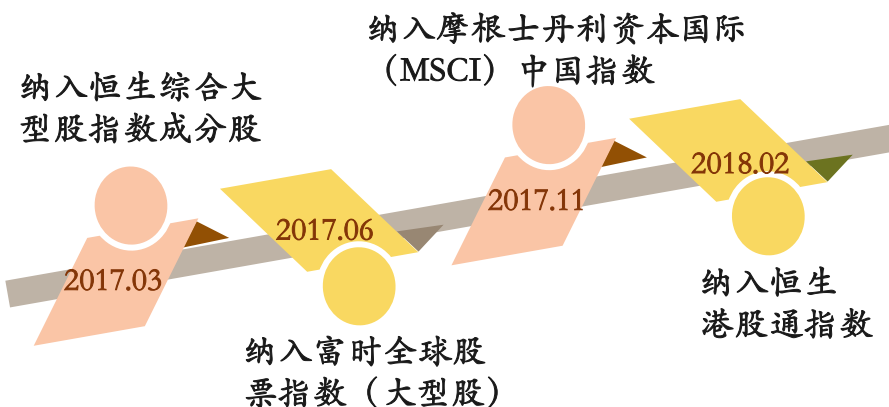 纳入恒生综合大
型股指数成分股
2017.03
2017.06
纳入富时全球股
票指数（大型股）
纳入摩根士丹利资本国际
（MSCI）中国指数
2017.11
2018.02
纳入恒生
港股通指数